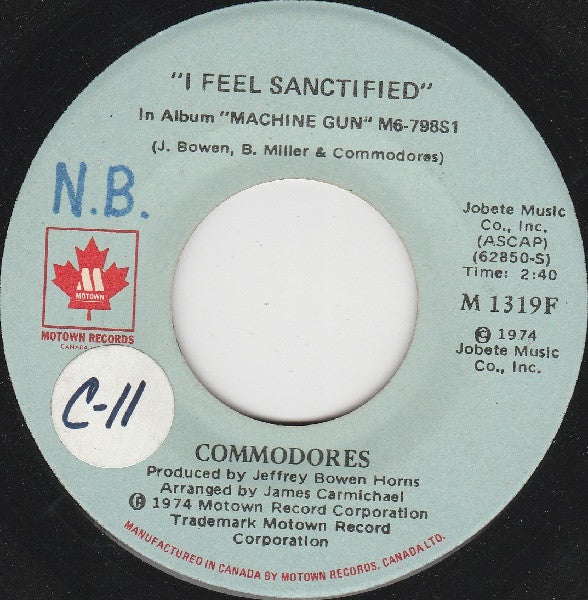 "I FEEL SANCTIFIED"
In Album "MACHINE GUN" M6-798S1
(J. Bowen, B. Miller & Commodores)
N.B.
M
MOTOWN
MOTOWN RECORDS
CANADA
C-11
Jobete Music
Co., Inc.
(ASCAP)
(62850-S)
Time: 2:40
M 1319F
© 1974
Jobete Music
Co., Inc.
COMMODORES
Produced by Jeffrey Bowen Horns
Arranged by James Carmichael
℗ 1974 Motown Record Corporation
Trademark Motown Record
Corporation
MANUFACTURED IN CANADA BY MOTOWN RECORDS, CANADA LTD.